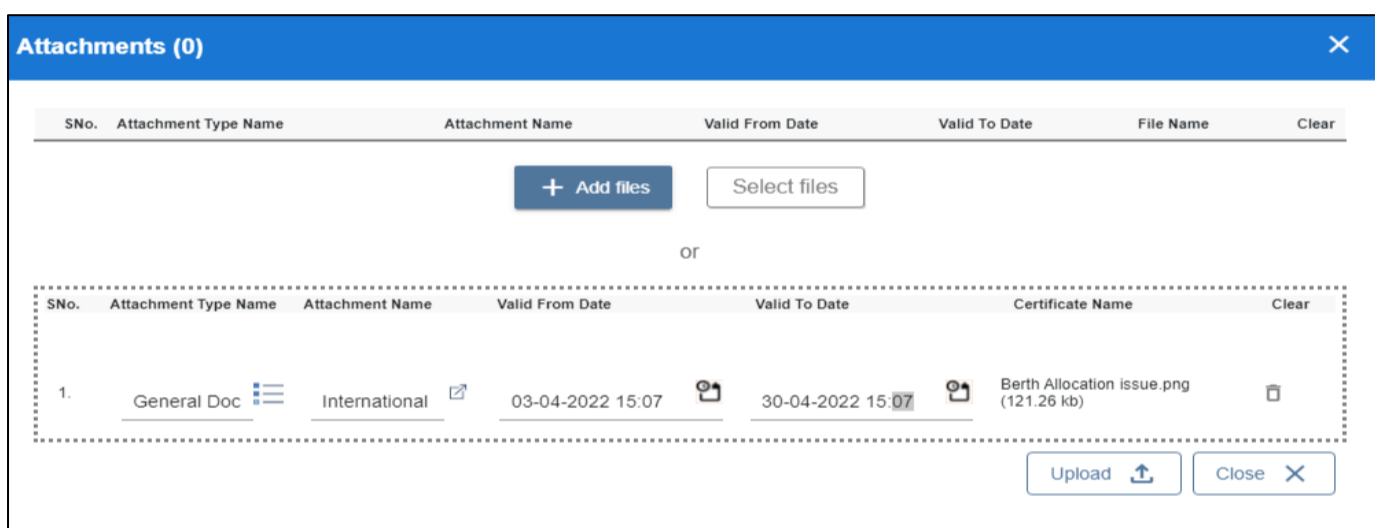 Attachments (0)
SNo. Attachment Type Name Attachment Name Valid From Date Valid To Date File Name Clear
Add files Select files
or
SNo. Attachment Type Name Attachment Name Valid From Date Valid To Date Certificate Name Clear
1. General Doc International 03-04-2022 15:07 30-04-2022 15:07 Berth Allocation issue.png
(121.26 kb)
Upload Close